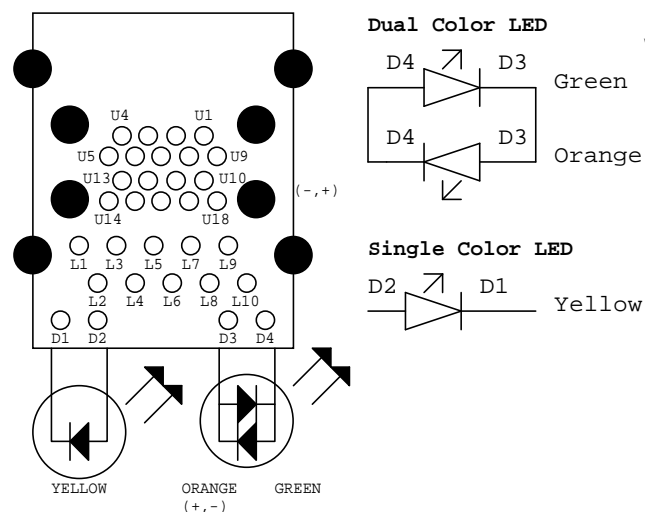 Dual Color LED
D4 D3
Green
D4 D3
Orange
U4 U1
U5 U9
U13 U10
(-,+)
U14 U18
Single Color LED
L1 L3 L5 L7 L9
D2 D1
Yellow
L2 L4 L6 L8 L10
D1 D2 D3 D4
YELLOW ORANGE GREEN
(+,-)